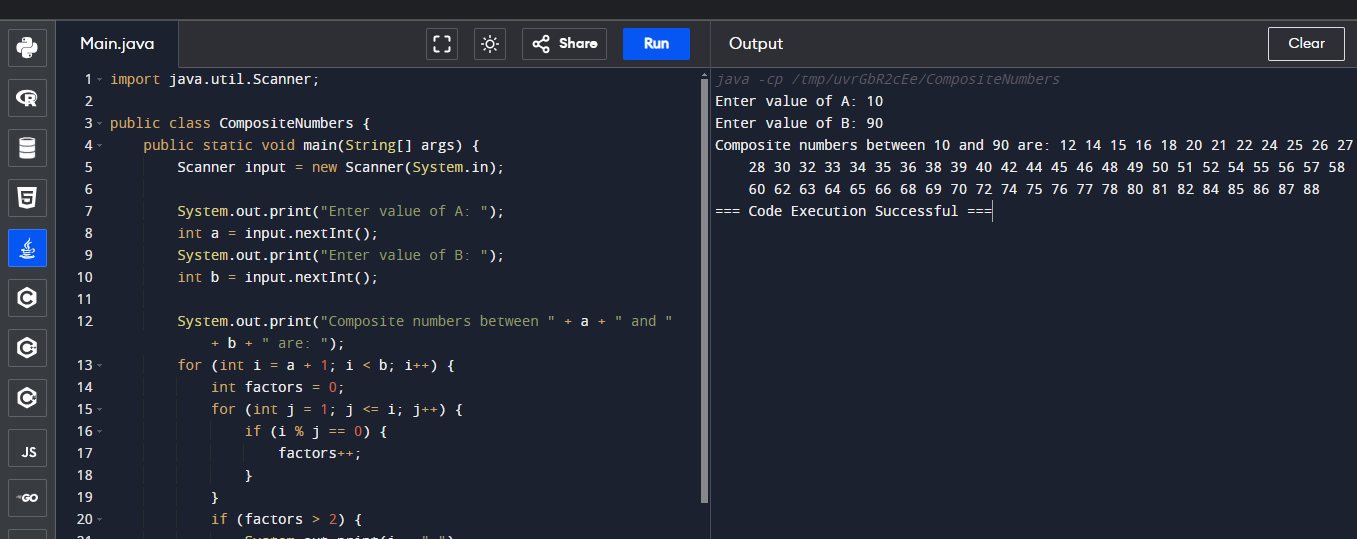 Main.java
Share
Run
Output
Clear
1 import java.util.Scanner;
2
3 public class CompositeNumbers {
4 public static void main(String[] args) {
5 Scanner input = new Scanner(System.in);
6
7 System.out.print("Enter value of A: ");
8 int a = input.nextInt();
9 System.out.print("Enter value of B: ");
10 int b = input.nextInt();
11
12 System.out.print("Composite numbers between " + a + " and "
+ b + " are: ");
13 for (int i = a + 1; i < b; i++) {
14 int factors = 0;
15 for (int j = 1; j <= i; j++) {
16 if (i % j == 0) {
17 factors++;
18 }
19 }
20 if (factors > 2) {
java -cp /tmp/uvrGbR2cEe/CompositeNumbers
Enter value of A: 10
Enter value of B: 90
Composite numbers between 10 and 90 are: 12 14 15 16 18 20 21 22 24 25 26 27
28 30 32 33 34 35 36 38 39 40 42 44 45 46 48 49 50 51 52 54 55 56 57 58
60 62 63 64 65 66 68 69 70 72 74 75 76 77 78 80 81 82 84 85 86 87 88
=== Code Execution Successful ===
JS
GO